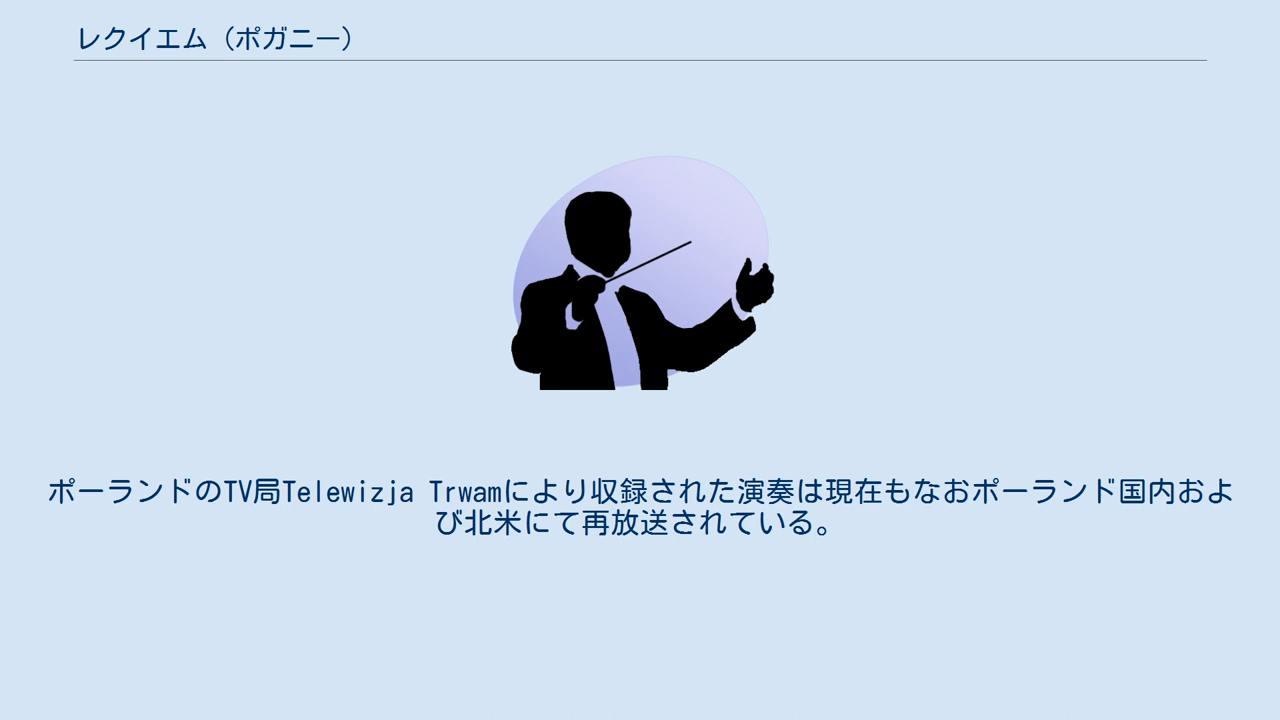 レクイエム（ポガニー）
ポーランドのTV局Telewizja Trwamにより収録された演奏は現在もなおポーランド国内およ
び北米にて再放送されている。